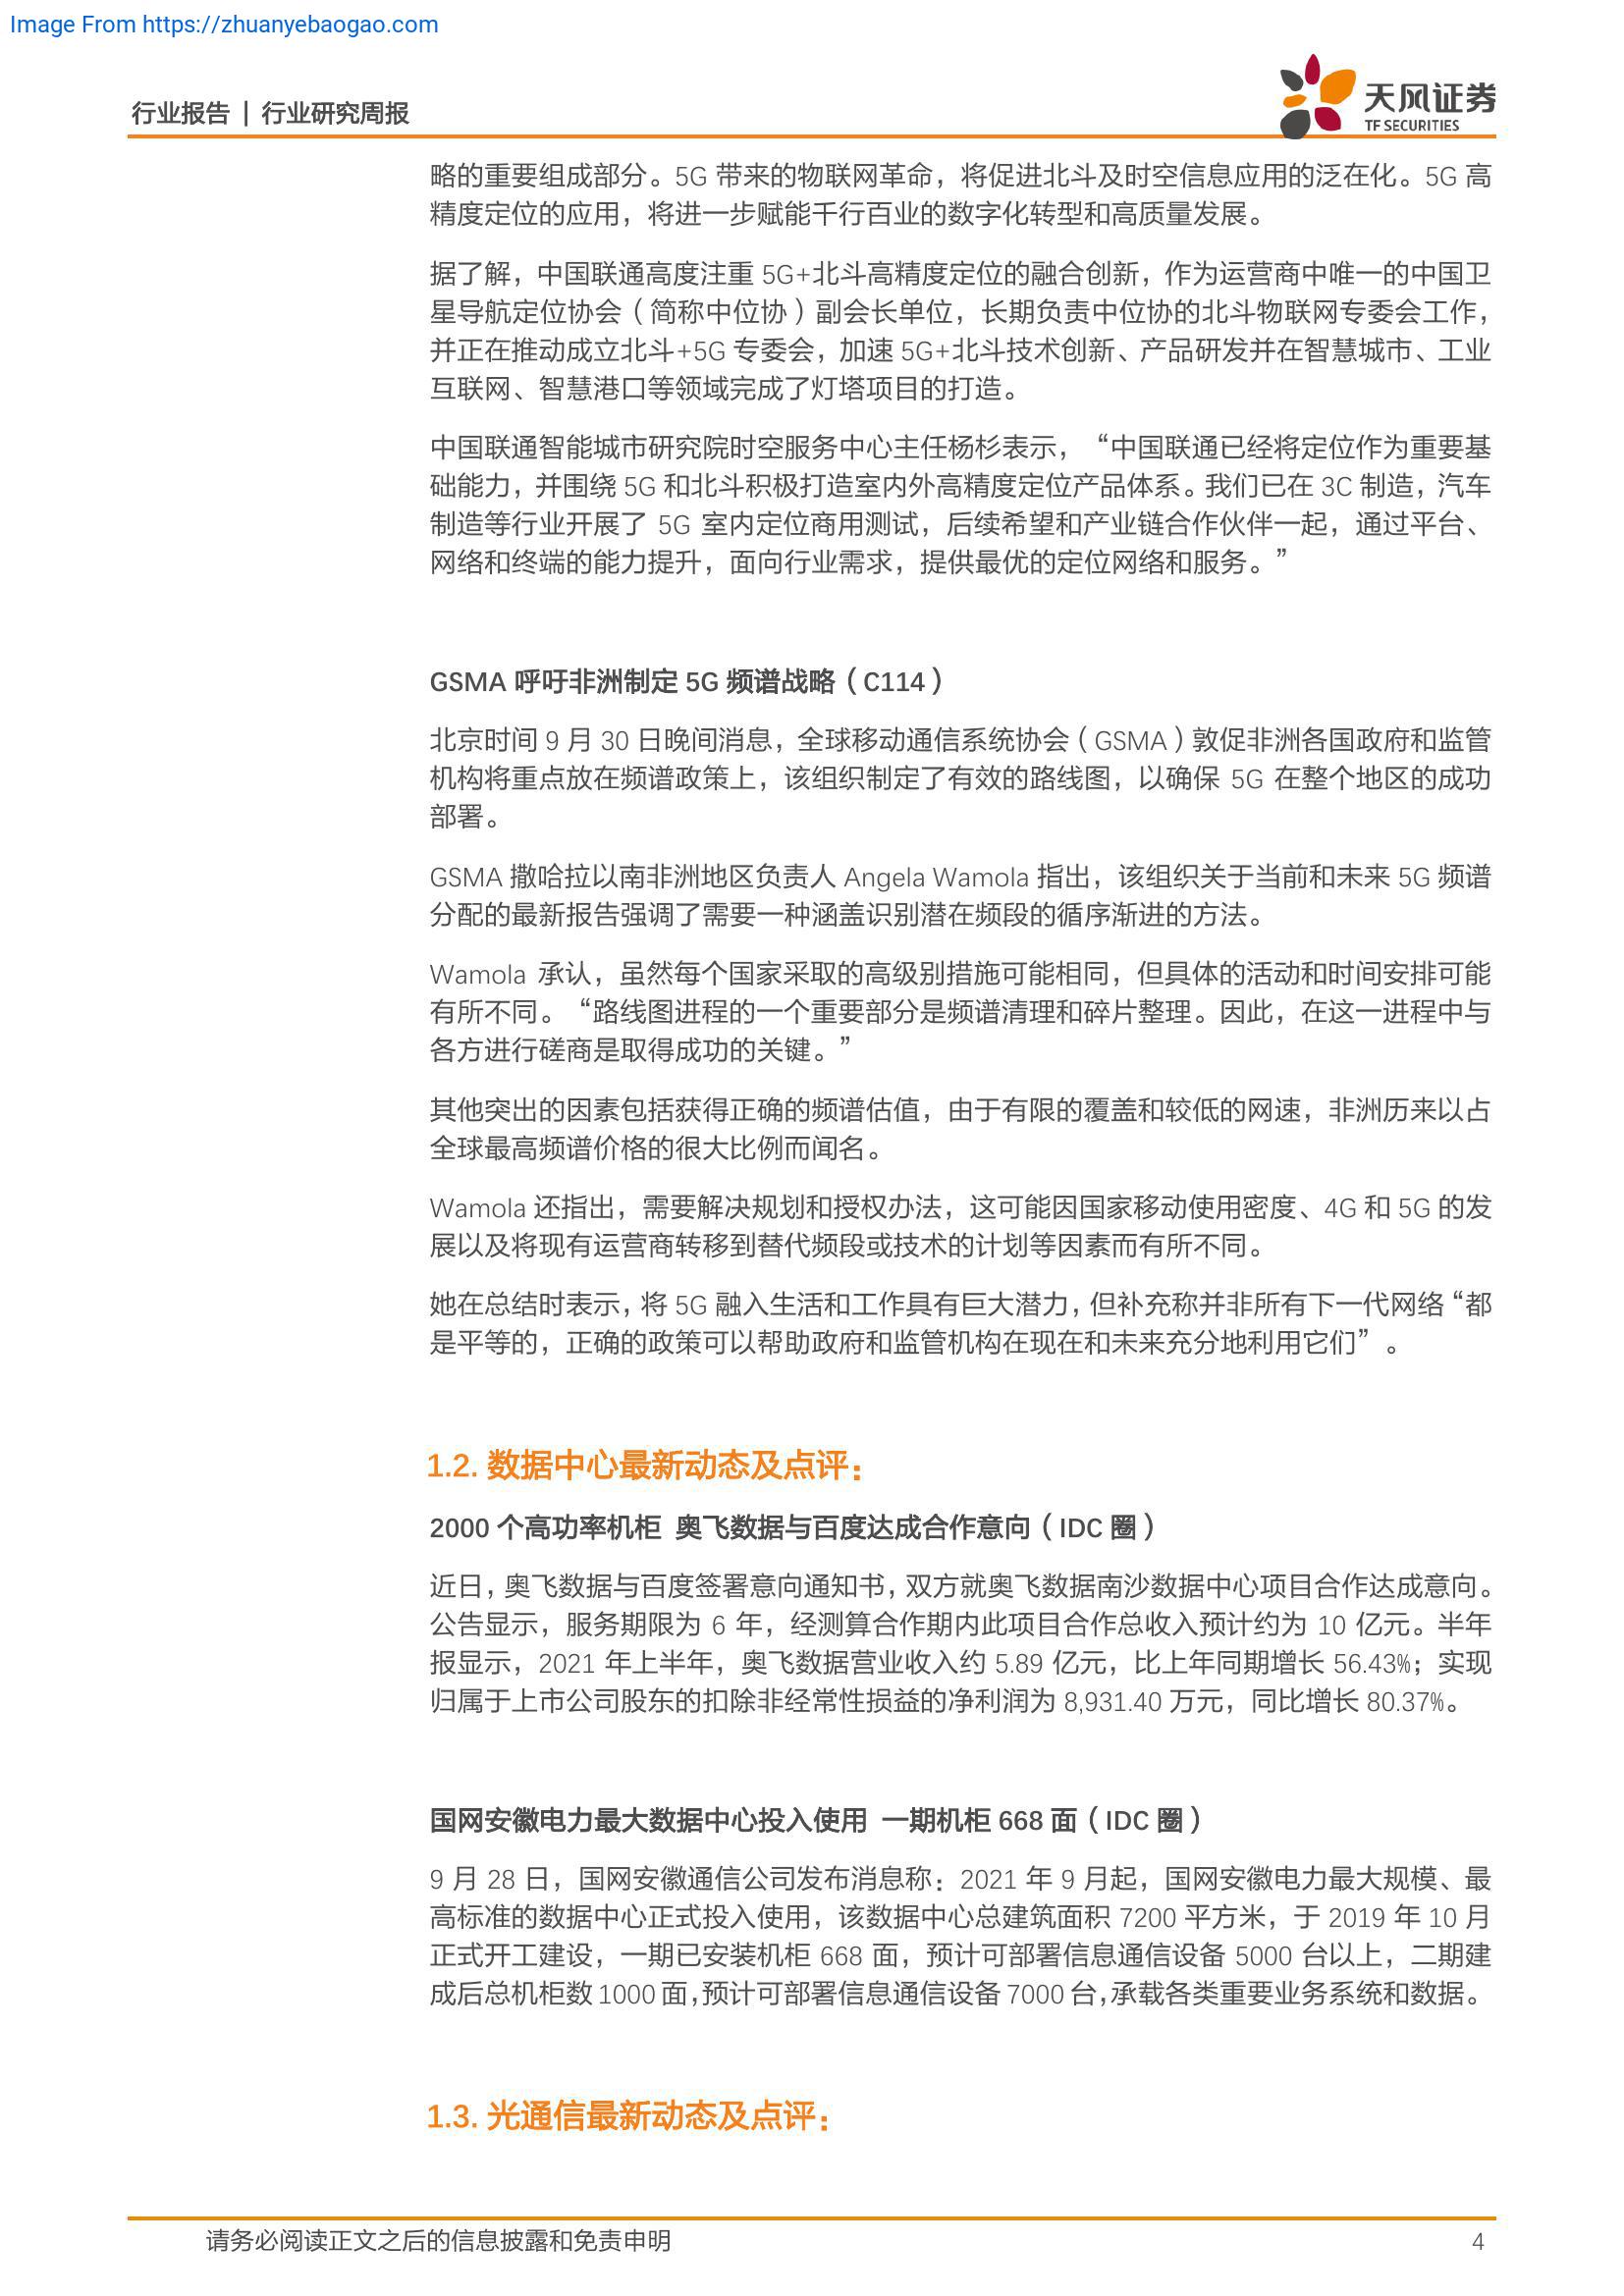 Image From https://zhuanyebaogao.com
行业报告 | 行业研究周报
天风证券
TF SECURITIES
略的重要组成部分。5G 带来的物联网革命，将促进北斗及时空信息应用的泛在化。5G 高
精度定位的应用，将进一步赋能千行百业的数字化转型和高质量发展。
据了解，中国联通高度注重 5G+北斗高精度定位的融合创新，作为运营商中唯一的中国卫
星导航定位协会（简称中位协）副会长单位，长期负责中位协的北斗物联网专委会工作，
并正在推动成立北斗+5G 专委会，加速 5G+北斗技术创新、产品研发并在智慧城市、工业
互联网、智慧港口等领域完成了灯塔项目的打造。
中国联通智能城市研究院时空服务中心主任杨杉表示，“中国联通已经将定位作为重要基
础能力，并围绕 5G 和北斗积极打造室内外高精度定位产品体系。我们已在 3C 制造，汽车
制造等行业开展了 5G 室内定位商用测试，后续希望和产业链合作伙伴一起，通过平台、
网络和终端的能力提升，面向行业需求，提供最优的定位网络和服务。”
GSMA 呼吁非洲制定 5G 频谱战略（C114）
北京时间 9 月 30 日晚间消息，全球移动通信系统协会（GSMA）敦促非洲各国政府和监管
机构将重点放在频谱政策上，该组织制定了有效的路线图，以确保 5G 在整个地区的成功
部署。
GSMA 撒哈拉以南非洲地区负责人 Angela Wamola 指出，该组织关于当前和未来 5G 频谱
分配的最新报告强调了需要一种涵盖识别潜在频段的循序渐进的方法。
Wamola 承认，虽然每个国家采取的高级别措施可能相同，但具体的活动和时间安排可能
有所不同。“路线图进程的一个重要部分是频谱清理和碎片整理。因此，在这一进程中与
各方进行磋商是取得成功的关键。”
其他突出的因素包括获得正确的频谱估值，由于有限的覆盖和较低的网速，非洲历来以占
全球最高频谱价格的很大比例而闻名。
Wamola 还指出，需要解决规划和授权办法，这可能因国家移动使用密度、4G 和 5G 的发
展以及将现有运营商转移到替代频段或技术的计划等因素而有所不同。
她在总结时表示，将 5G 融入生活和工作具有巨大潜力，但补充称并非所有下一代网络“都
是平等的，正确的政策可以帮助政府和监管机构在现在和未来充分地利用它们”。
1.2. 数据中心最新动态及点评：
2000 个高功率机柜 奥飞数据与百度达成合作意向（IDC 圈）
近日，奥飞数据与百度签署意向通知书，双方就奥飞数据南沙数据中心项目合作达成意向。
公告显示，服务期限为 6 年，经测算合作期内此项目合作总收入预计约为 10 亿元。半年
报显示，2021 年上半年，奥飞数据营业收入约 5.89 亿元，比上年同期增长 56.43%；实现
归属于上市公司股东的扣除非经常性损益的净利润为 8,931.40 万元，同比增长 80.37%。
国网安徽电力最大数据中心投入使用 一期机柜 668 面（IDC 圈）
9 月 28 日，国网安徽通信公司发布消息称：2021 年 9 月起，国网安徽电力最大规模、最
高标准的数据中心正式投入使用，该数据中心总建筑面积 7200 平方米，于 2019 年 10 月
正式开工建设，一期已安装机柜 668 面，预计可部署信息通信设备 5000 台以上，二期建
成后总机柜数 1000 面，预计可部署信息通信设备 7000 台，承载各类重要业务系统和数据。
1.3. 光通信最新动态及点评：
请务必阅读正文之后的信息披露和免责申明
4